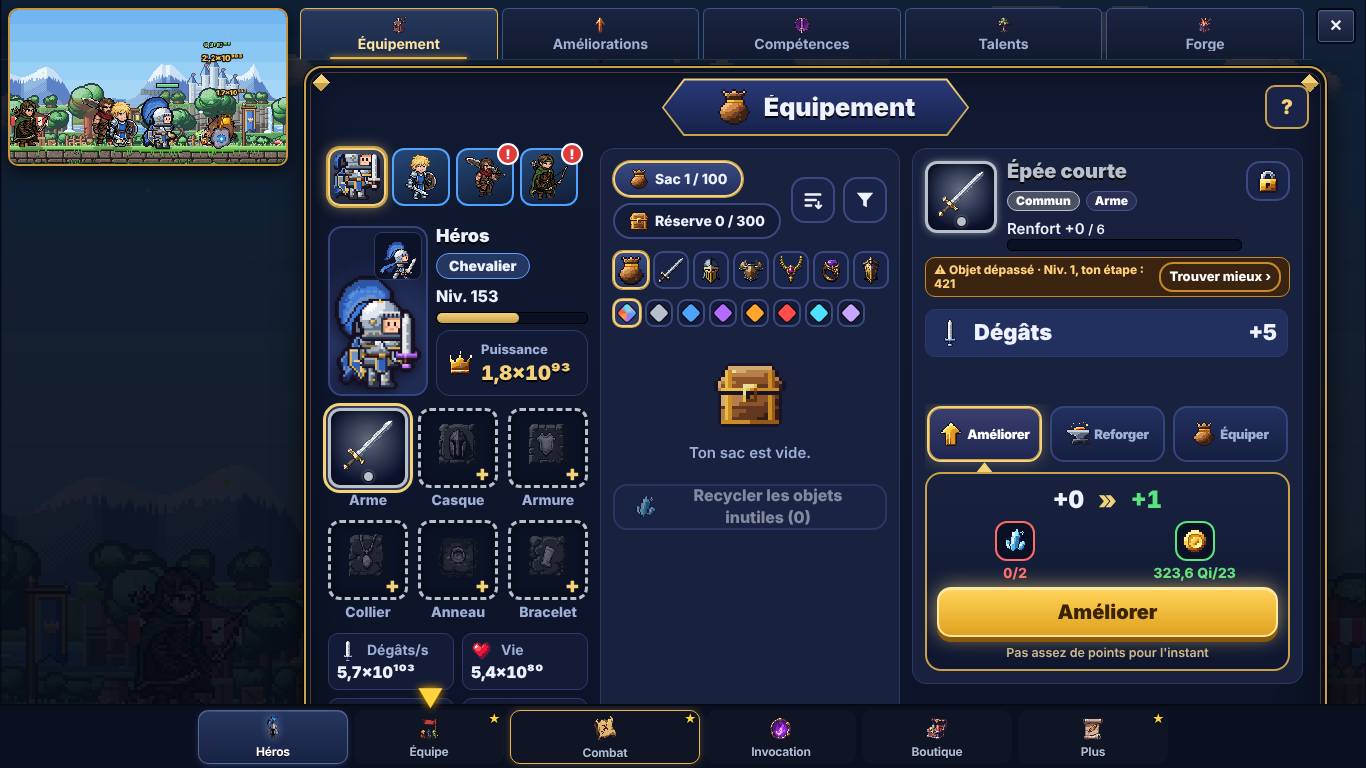 Équipement
Améliorations
Compétences
Talents
Forge
×
2,2×10¹⁰³
Équipement
?
!
!
Héros
Chevalier
Niv. 153
Puissance
1,8×10⁹³
Arme
Casque
Armure
Collier
Anneau
Bracelet
Dégâts/s
5,7×10¹⁰³
Vie
5,4×10⁸⁰
Sac 1 / 100
Réserve 0 / 300
Ton sac est vide.
Recycler les objets
inutiles (0)
Épée courte
Commun
Arme
Renfort +0 / 6
⚠ Objet dépassé · Niv. 1, ton étape :
421
Trouver mieux ›
Dégâts
+5
Améliorer
Reforger
Équiper
+0 » +1
0/2
323,6 Qi/23
Améliorer
Pas assez de points pour l'instant
Héros
Équipe
Combat
Invocation
Boutique
Plus